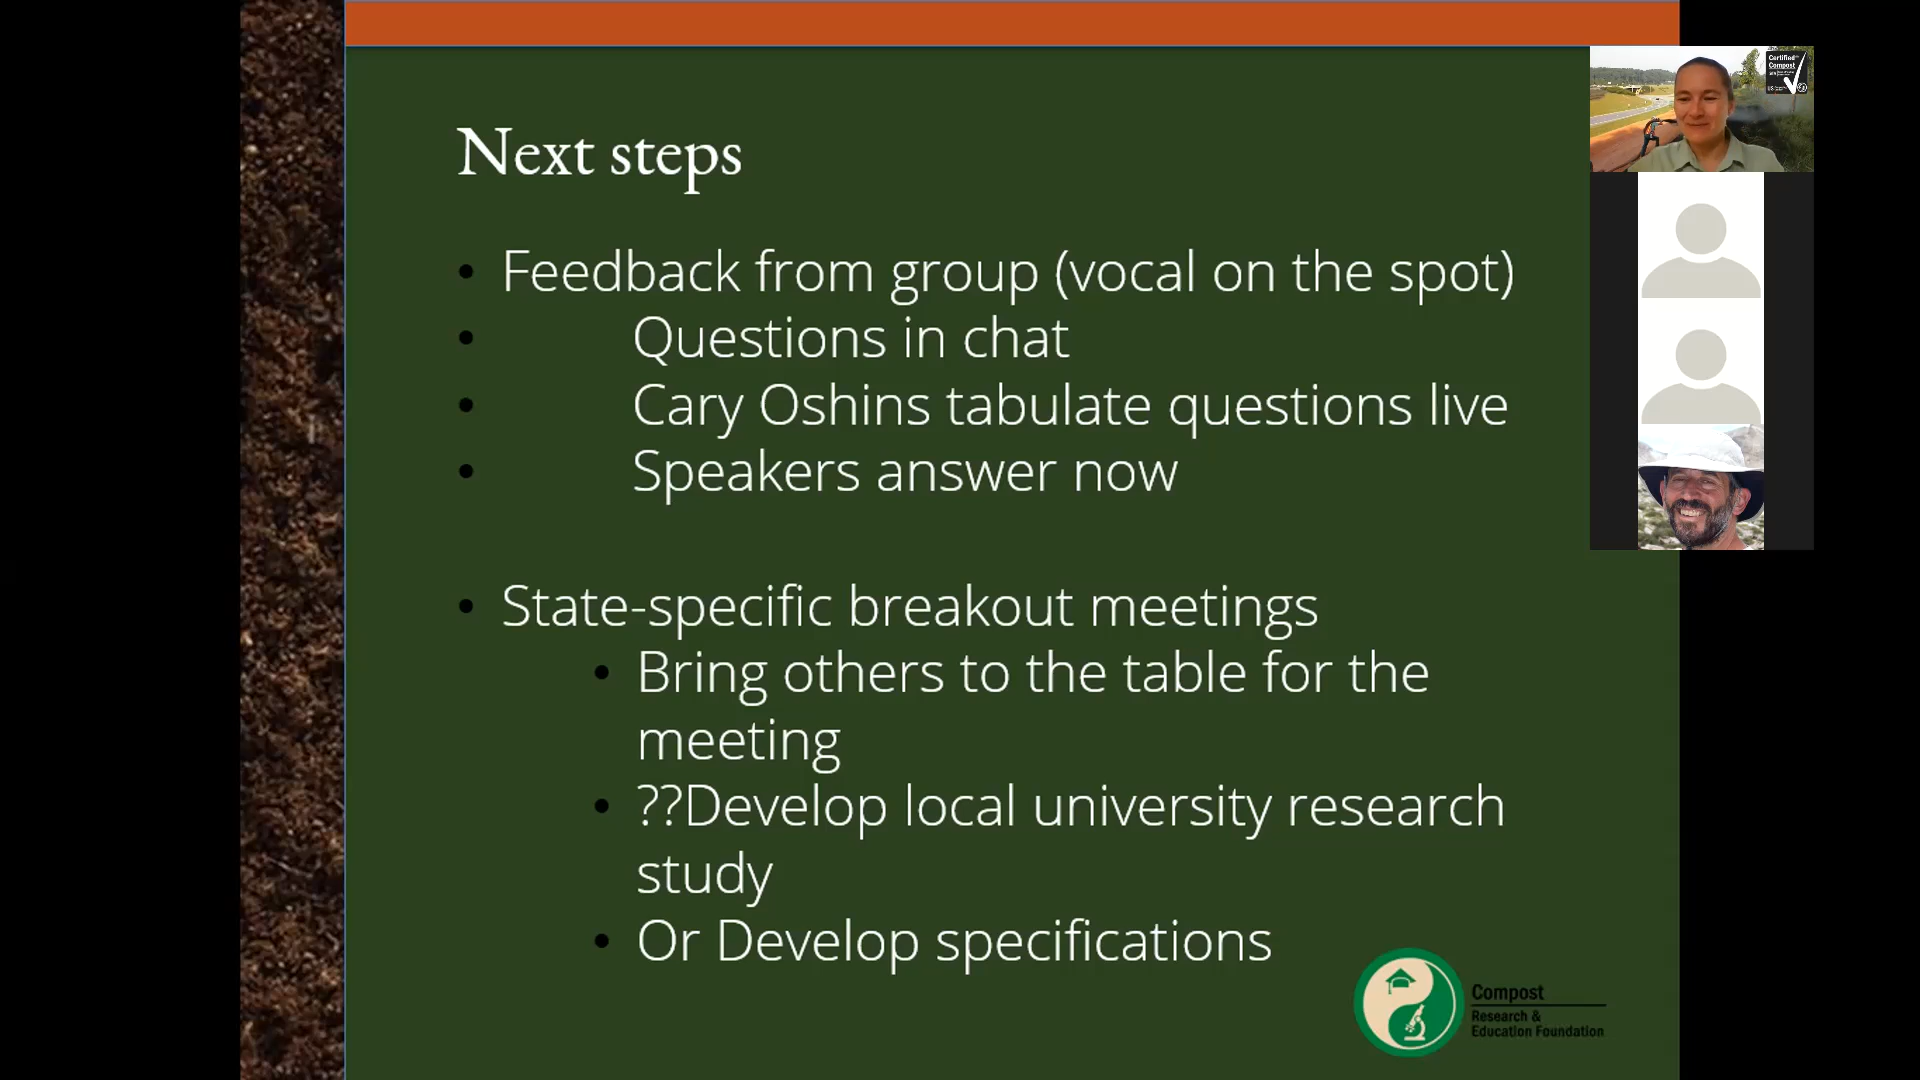 Next steps
• Feedback from group (vocal on the spot)
• Questions in chat
• Cary Oshins tabulate questions live
• Speakers answer now
• State-specific breakout meetings
• Bring others to the table for the
meeting
• ??Develop local university research
study
• Or Develop specifications
Certified
Compost
Compost
Research &
Education Foundation